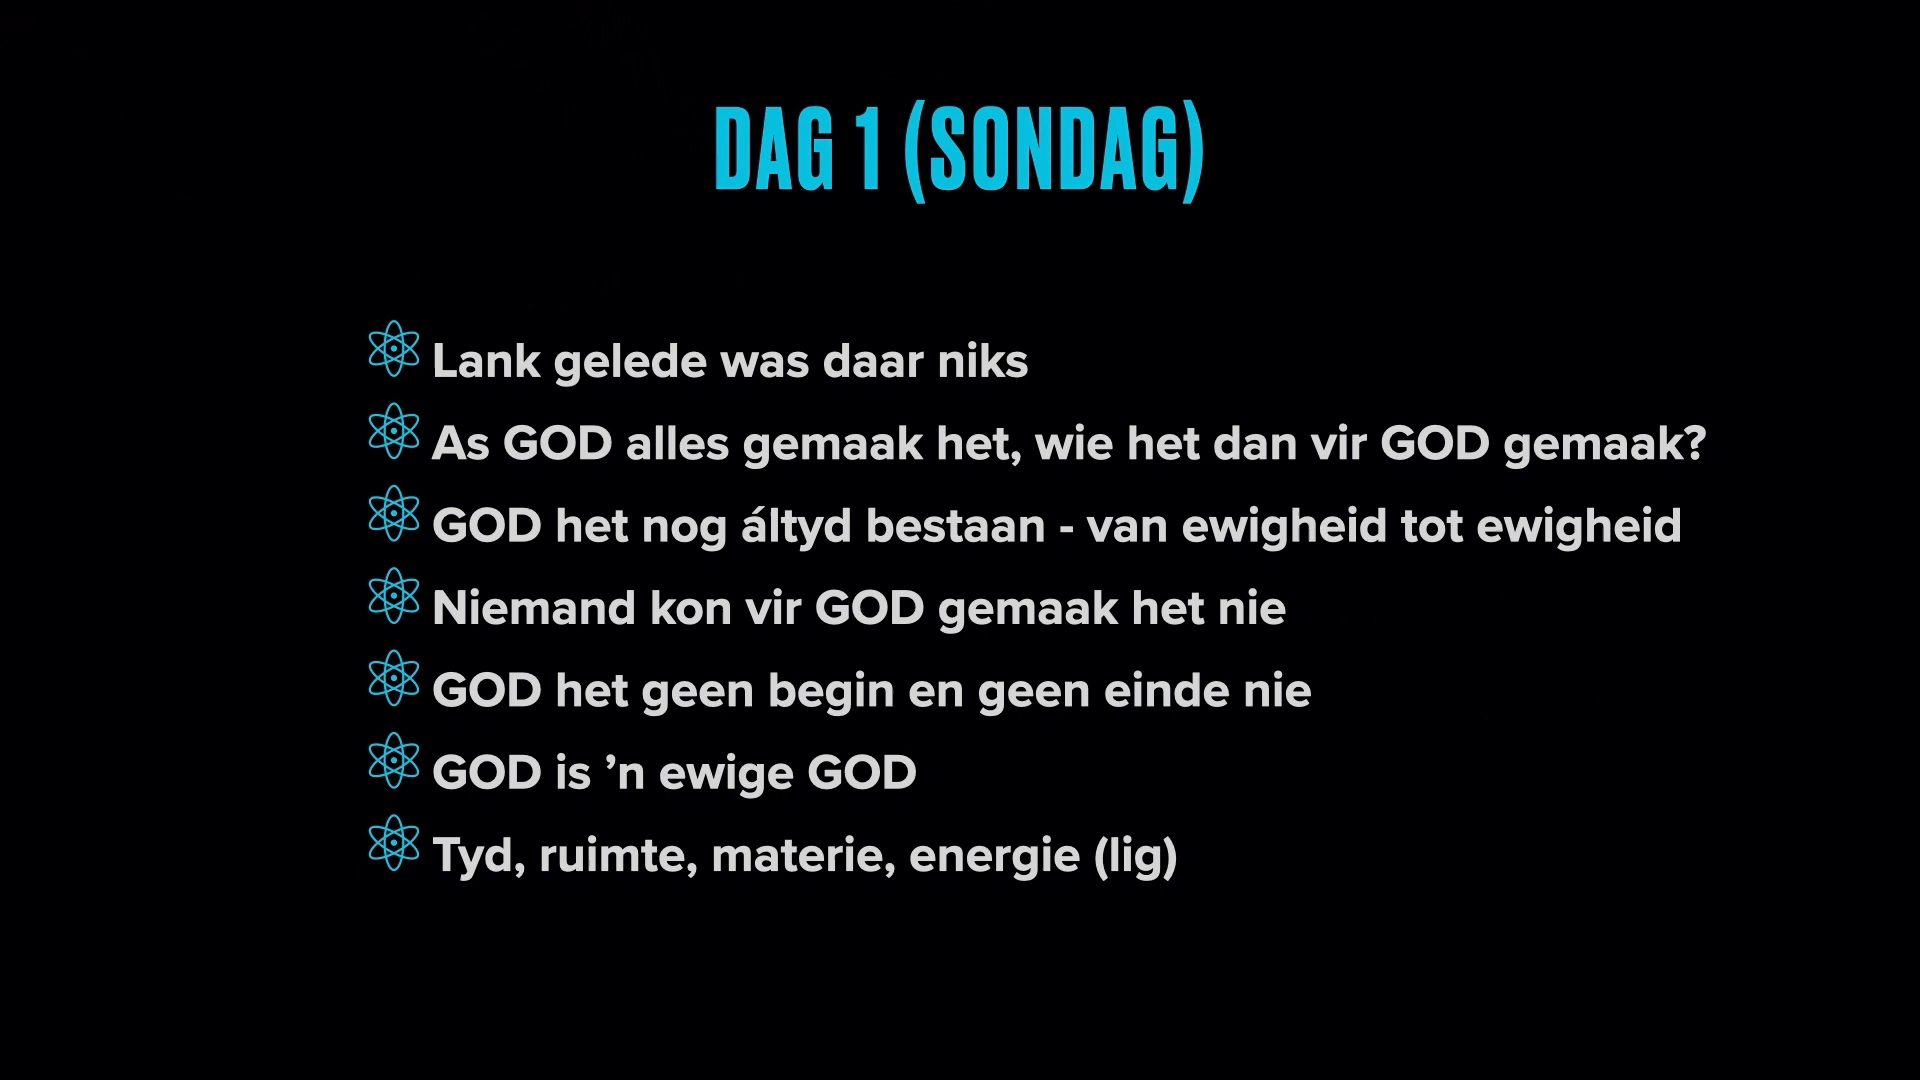 DAG 1 (SONDAG)
Lank gelede was daar niks
As GOD alles gemaak het, wie het dan vir GOD gemaak?
GOD het nog áltyd bestaan - van ewigheid tot ewigheid
Niemand kon vir GOD gemaak het nie
GOD het geen begin en geen einde nie
GOD is ’n ewige GOD
Tyd, ruimte, materie, energie (lig)